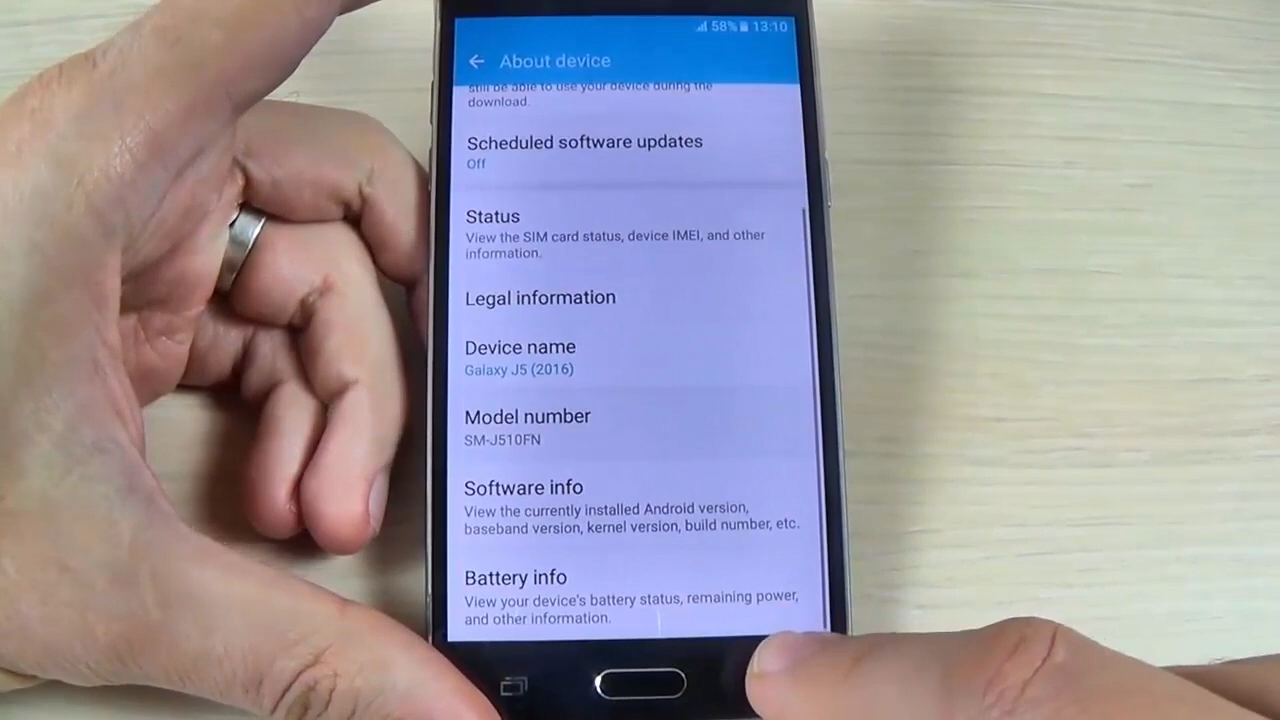 58% 13:10
About device
still be able to use your device during the
download.
Scheduled software updates
Off
Status
View the SIM card status, device IMEI, and other
information.
Legal information
Device name
Galaxy J5 (2016)
Model number
SM-J510FN
Software info
View the currently installed Android version,
baseband version, kernel version, build number, etc.
Battery info
View your device's battery status, remaining power,
and other information.